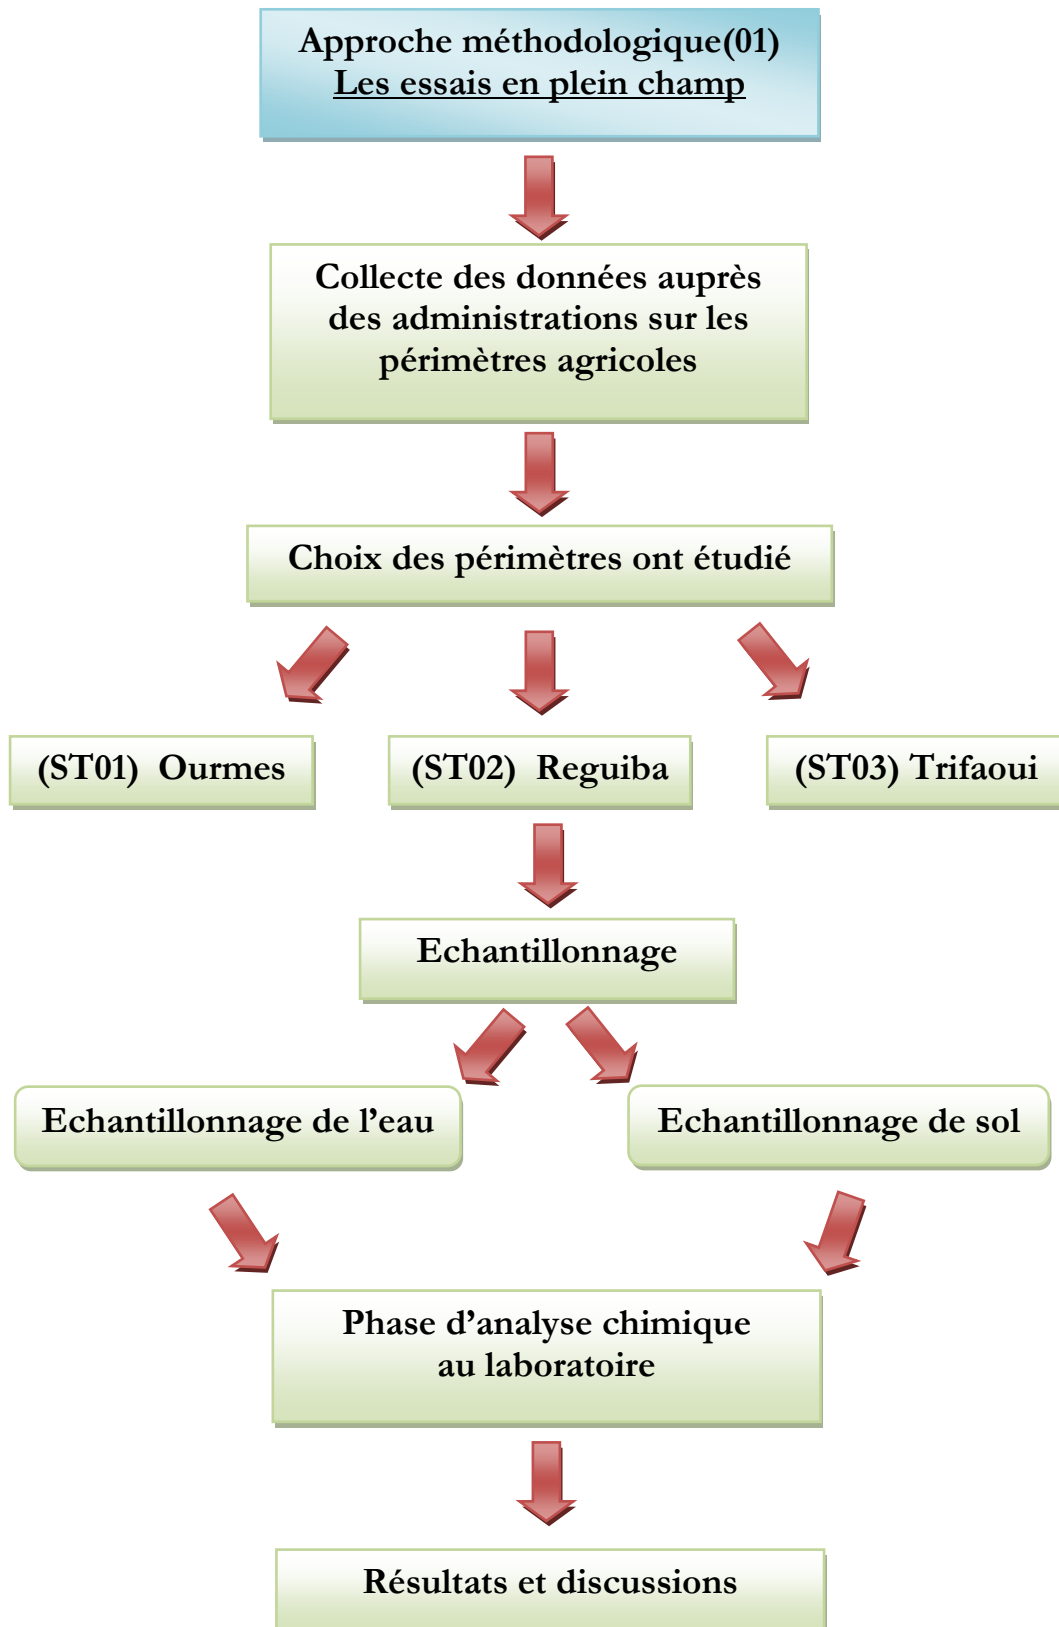 Approche méthodologique(01)
Les essais en plein champ
Collecte des données auprès
des administrations sur les
périmètres agricoles
Choix des périmètres ont étudié
(ST01) Ourmes
(ST02) Reguiba
(ST03) Trifaoui
Echantillonnage
Echantillonnage de l’eau
Echantillonnage de sol
Phase d’analyse chimique
au laboratoire
Résultats et discussions